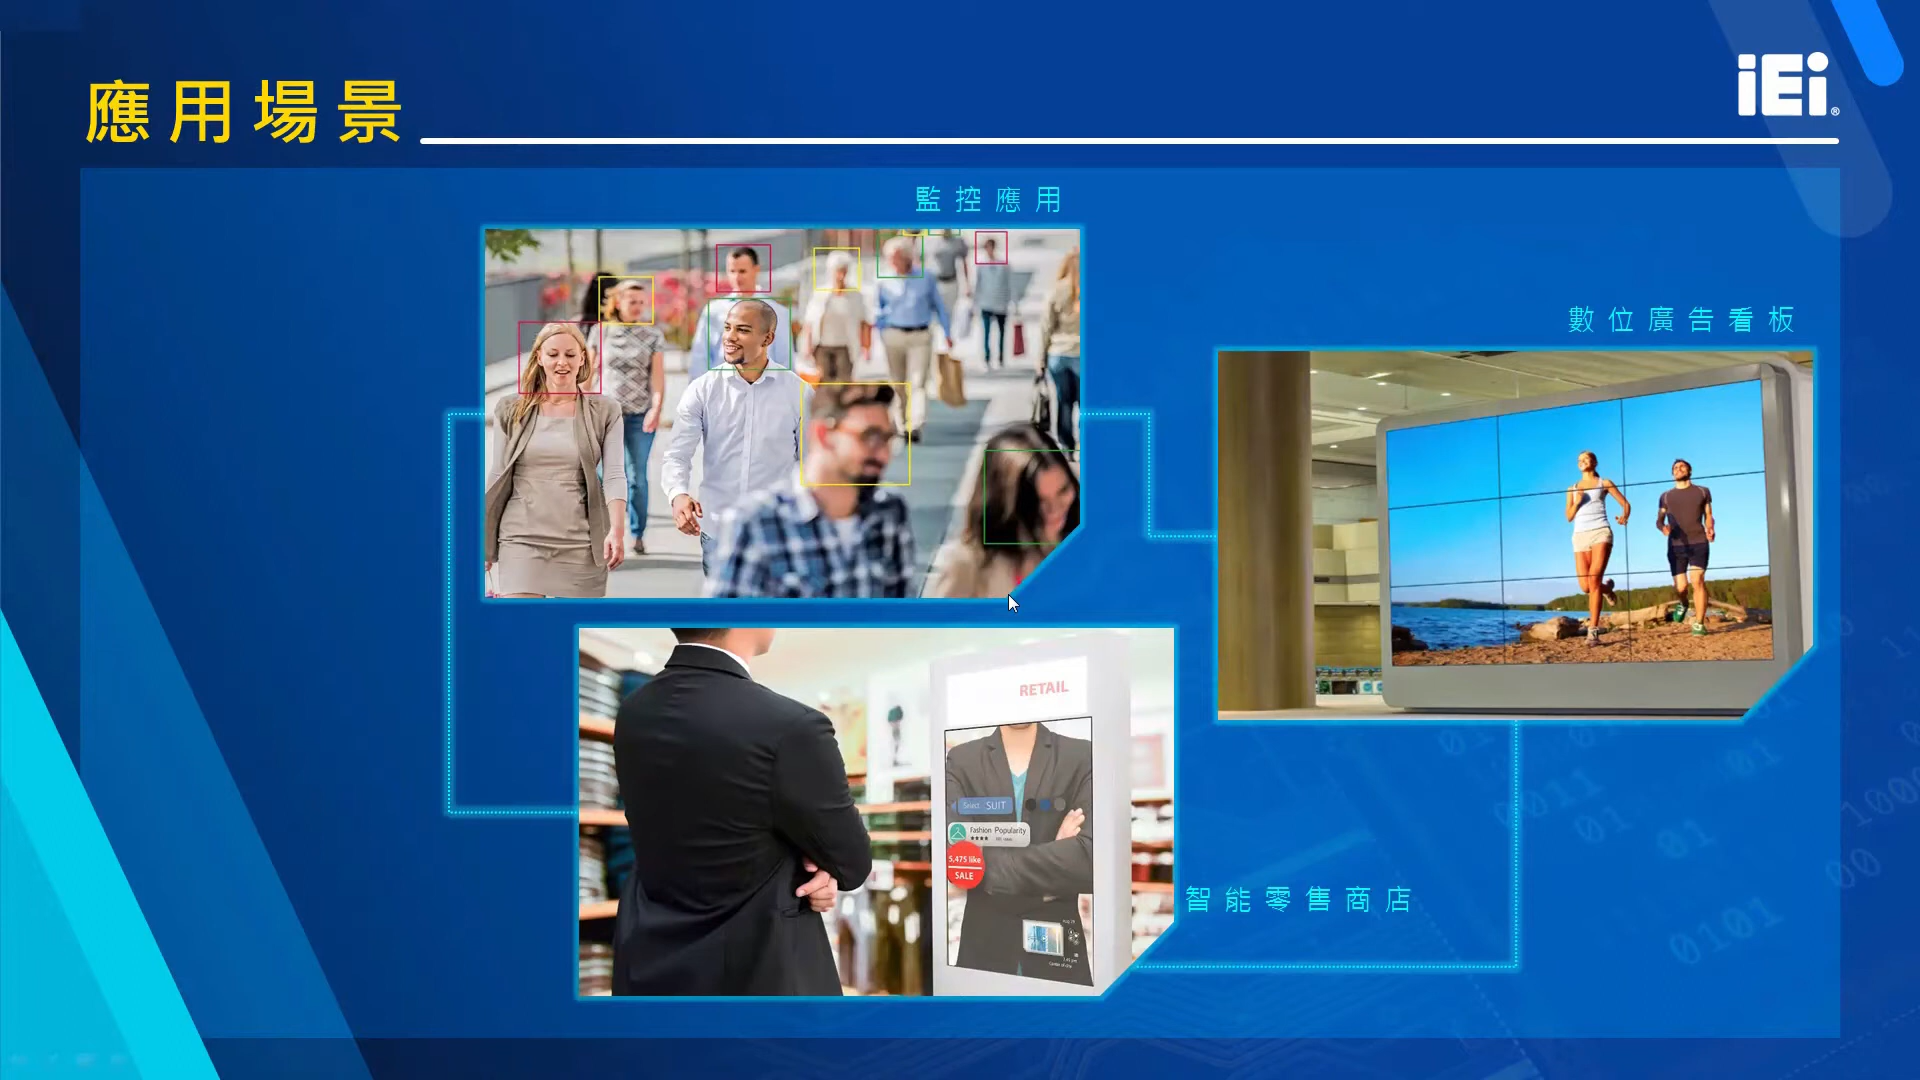 應用場景
iEi®
監控應用
數位廣告看板
RETAIL
Select SUIT
Fashion Popularity
5,475 like
SALE
智能零售商店